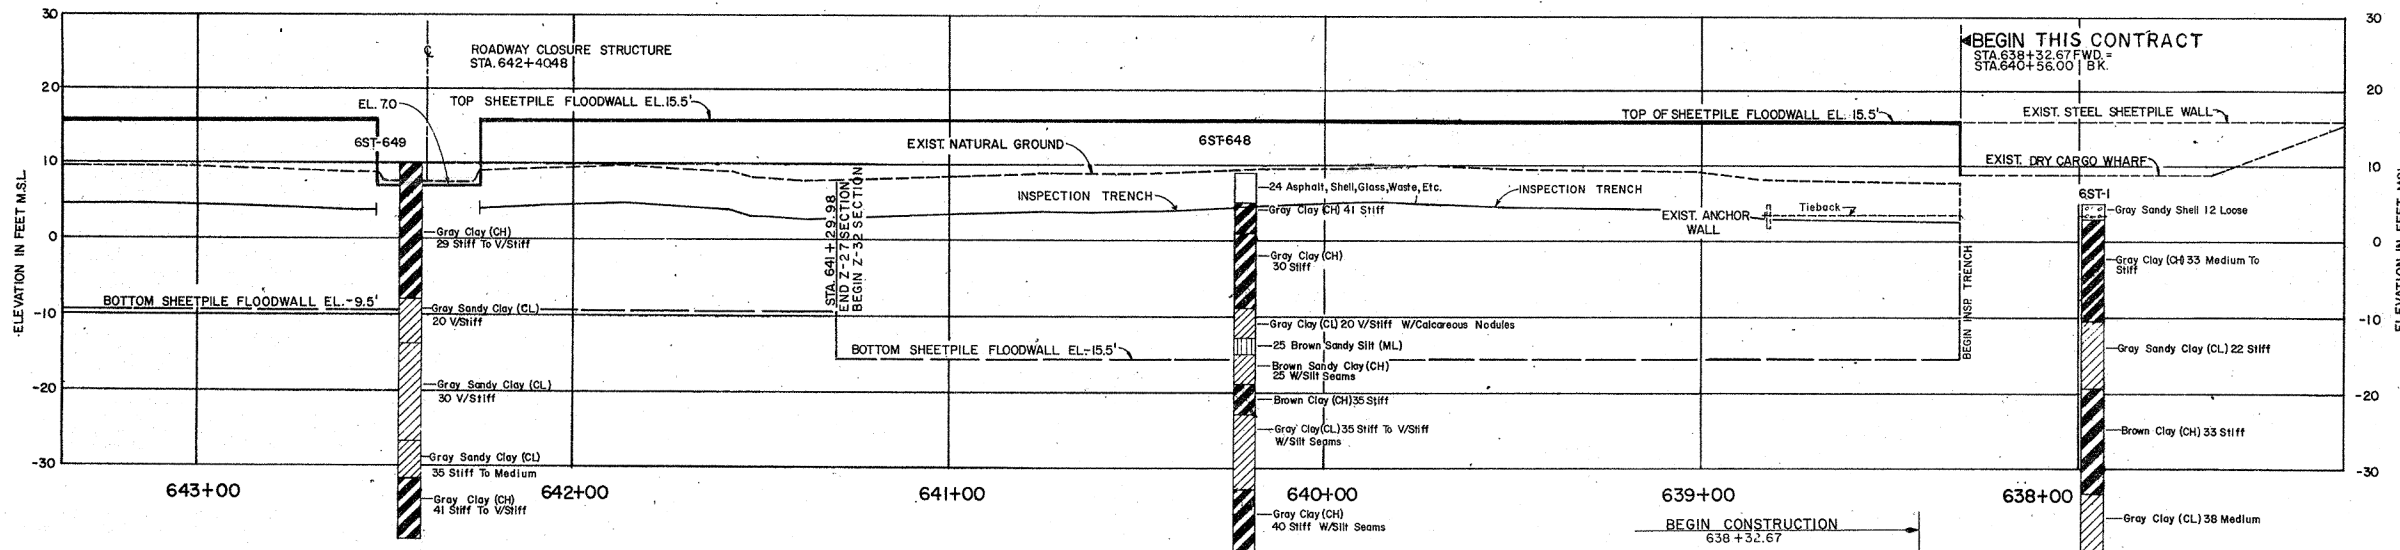 30
20
10
0
-10
-20
-30
ELEVATION IN FEET M.S.L.
℄
ROADWAY CLOSURE STRUCTURE
STA. 642+40.48
EL. 7.0
TOP SHEETPILE FLOODWALL EL.15.5'
6ST-649
Gray Clay (CH)
29 Stiff To V/Stiff
BOTTOM SHEETPILE FLOODWALL EL.-9.5'
Gray Sandy Clay (CL)
20 V/Stiff
Gray Sandy Clay (CL)
30 V/Stiff
Gray Sandy Clay (CL)
35 Stiff To Medium
Gray Clay (CH)
41 Stiff To V/Stiff
STA. 641+29.98
END Z-27 SECTION
BEGIN Z-32 SECTION
EXIST. NATURAL GROUND
INSPECTION TRENCH
6ST-648
24 Asphalt, Shell, Glass, Waste, Etc.
Gray Clay (CH) 41 Stiff
Gray Clay (CH)
30 Stiff
Gray Clay (CL) 20 V/Stiff W/Calcareous Nodules
25 Brown Sandy Silt (ML)
BOTTOM SHEETPILE FLOODWALL EL.-15.5'
Brown Sandy Clay (CH)
25 W/Silt Seams
Brown Clay (CH) 35 Stiff
Gray Clay (CL) 35 Stiff To V/Stiff
W/Silt Seams
Gray Clay (CH)
40 Stiff W/Silt Seams
INSPECTION TRENCH
TOP OF SHEETPILE FLOODWALL EL. 15.5'
EXIST. ANCHOR
WALL
Tieback
BEGIN INSP. TRENCH
BEGIN THIS CONTRACT
STA.638+32.67 FWD.=
STA.640+56.00 BK.
EXIST. STEEL SHEETPILE WALL
EXIST. DRY CARGO WHARF
6ST-1
Gray Sandy Shell 12 Loose
Gray Clay (CH) 33 Medium To
Stiff
Gray Sandy Clay (CL) 22 Stiff
Brown Clay (CH) 33 Stiff
Gray Clay (CL) 38 Medium
30
20
10
0
-10
-20
-30
ELEVATION IN FEET MSL
643+00
642+00
641+00
640+00
639+00
638+00
BEGIN CONSTRUCTION
638+32.67